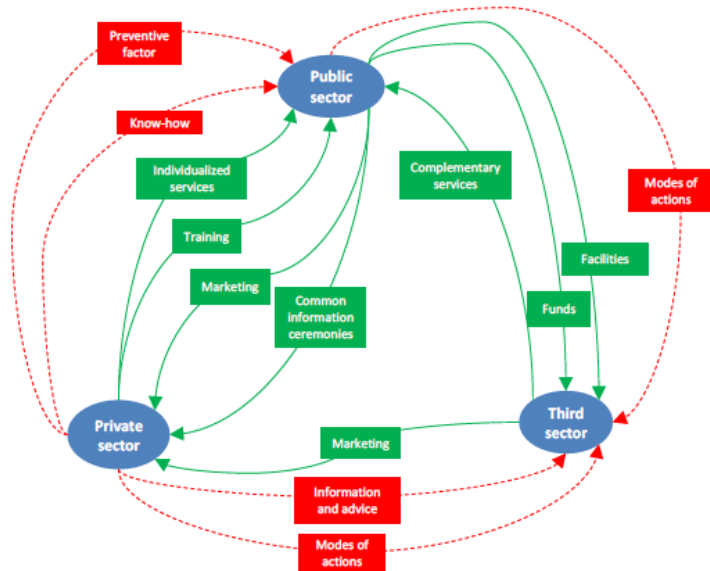 Preventive
factor
Public
sector
Know-how
Individualized
services
Complementary
services
Modes of
actions
Training
Facilities
Marketing
Common
information
ceremonies
Funds
Private
sector
Third
sector
Marketing
Information
and advice
Modes of
actions